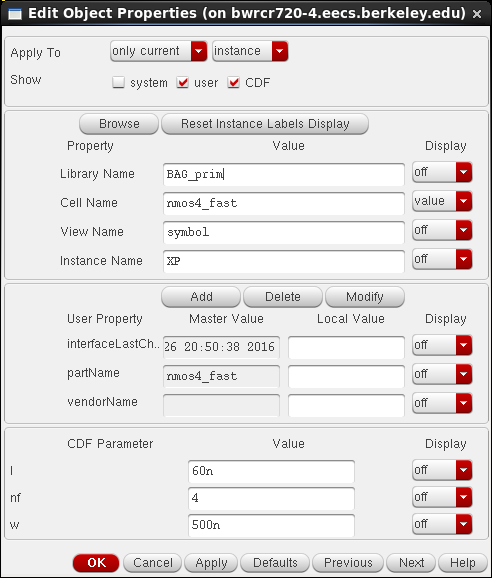 Edit Object Properties (on bwrcr720-4.eecs.berkeley.edu)
Apply To only current instance
Show system user CDF
Browse Reset Instance Labels Display
Property Value Display
Library Name BAG_prim off
Cell Name nmos4_fast value
View Name symbol off
Instance Name XP off
Add Delete Modify
User Property Master Value Local Value Display
interfaceLastCh.. 26 20:50:38 2016 off
partName nmos4_fast off
vendorName off
CDF Parameter Value Display
l 60n off
nf 4 off
w 500n off
OK Cancel Apply Defaults Previous Next Help